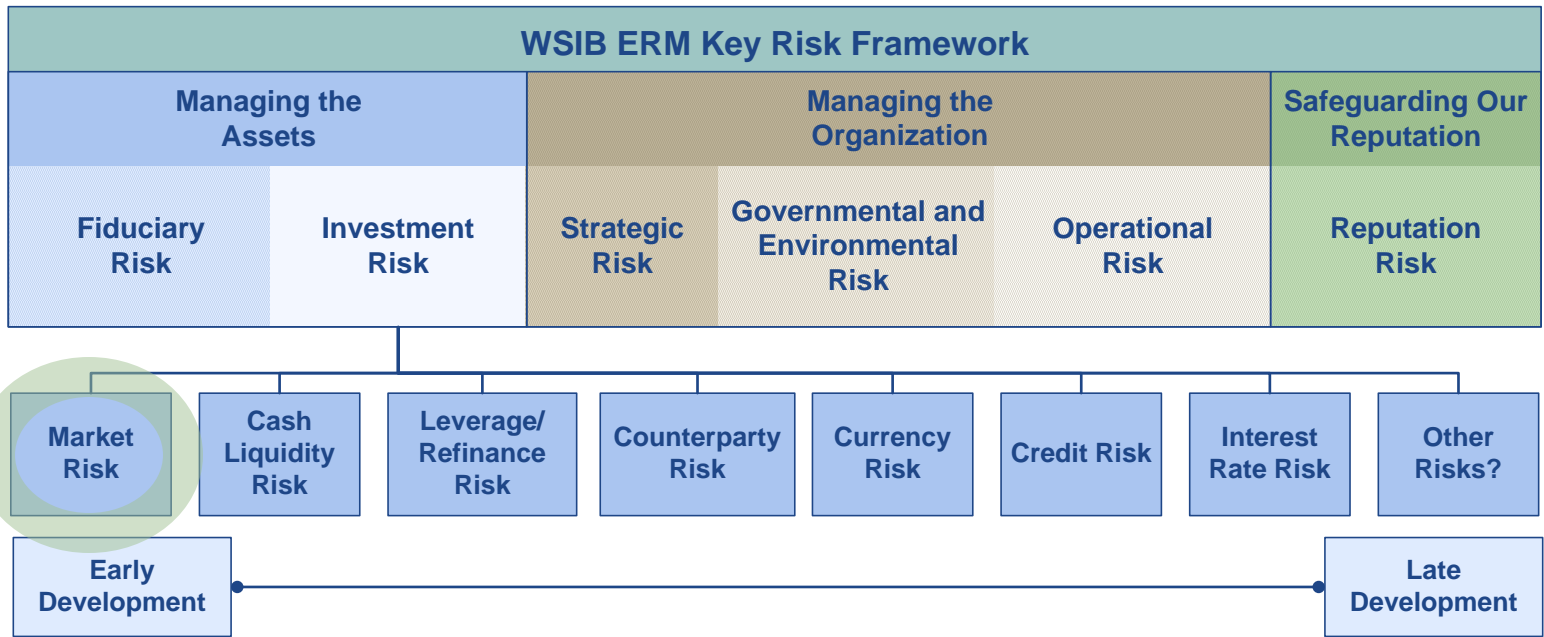 WSIB ERM Key Risk Framework
Managing the
Assets
Managing the
Organization
Safeguarding Our
Reputation
Fiduciary
Risk
Investment
Risk
Strategic
Risk
Governmental and
Environmental
Risk
Operational
Risk
Reputation
Risk
Market
Risk
Cash
Liquidity
Risk
Leverage/
Refinance
Risk
Counterparty
Risk
Currency
Risk
Credit Risk
Interest
Rate Risk
Other
Risks?
Early
Development
Late
Development